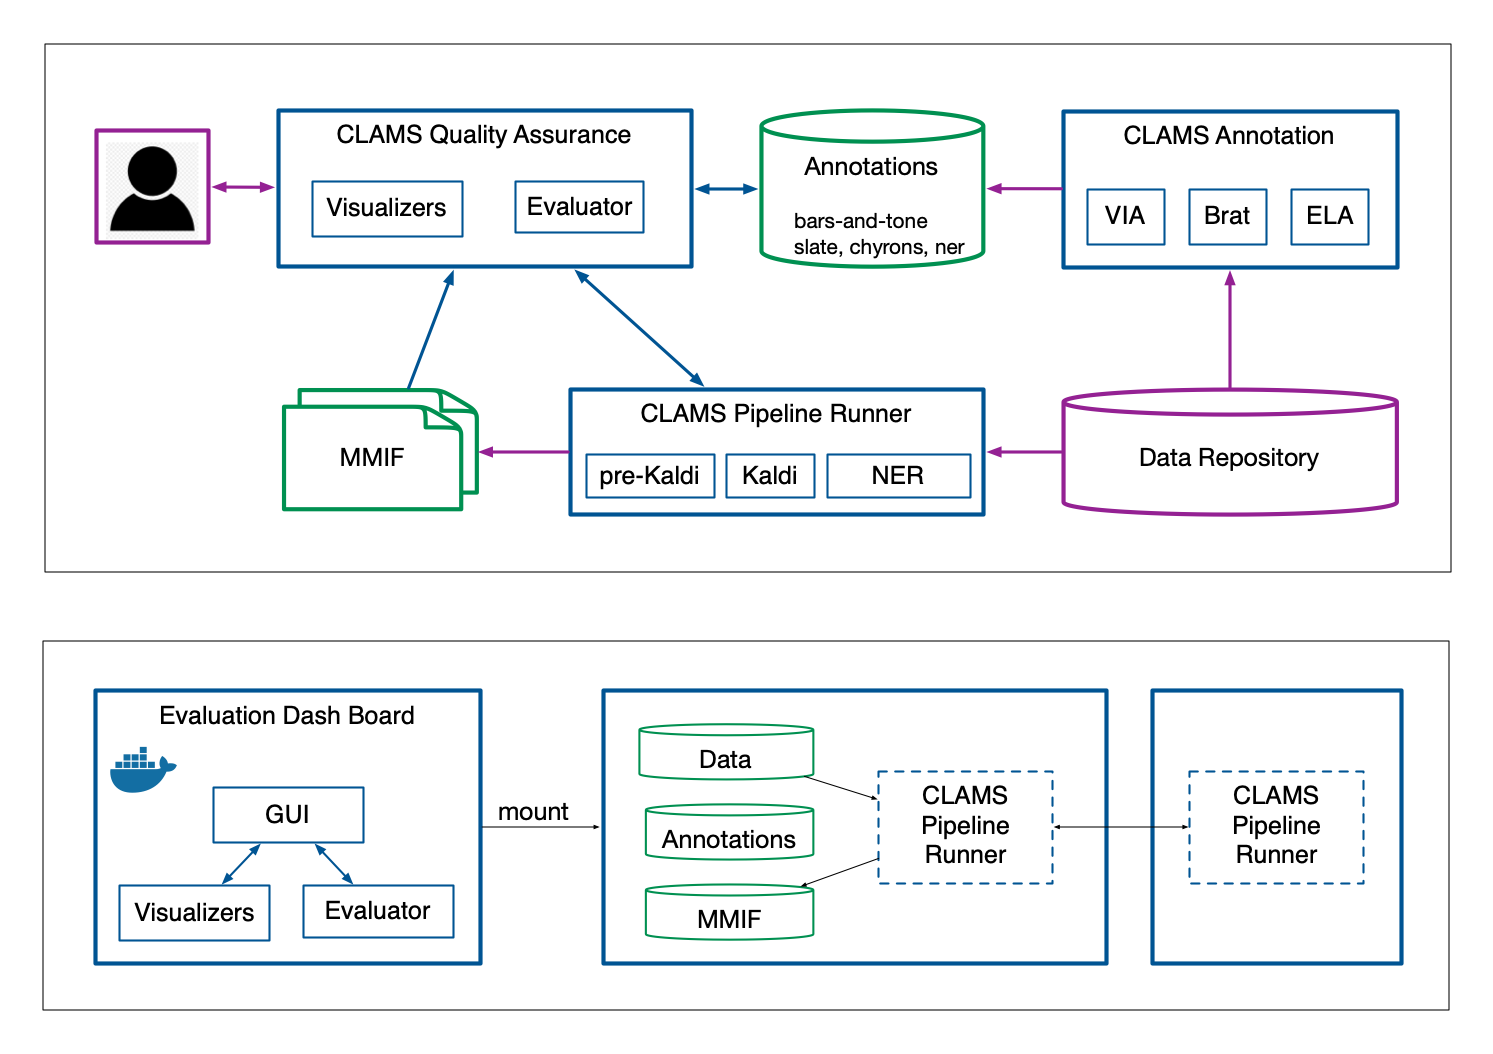 CLAMS Quality Assurance
Visualizers
Evaluator
Annotations
bars-and-tone
slate, chyrons, ner
CLAMS Annotation
VIA
Brat
ELA
MMIF
CLAMS Pipeline Runner
pre-Kaldi
Kaldi
NER
Data Repository
Evaluation Dash Board
GUI
Visualizers
Evaluator
mount
Data
Annotations
MMIF
CLAMS
Pipeline
Runner
CLAMS
Pipeline
Runner